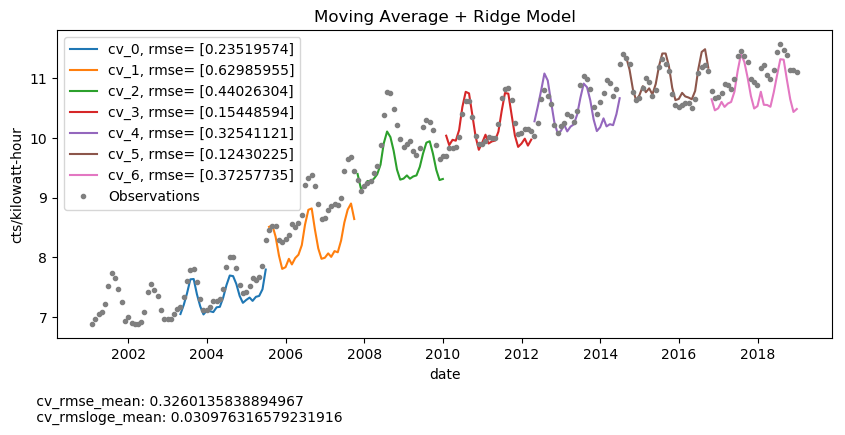 Moving Average + Ridge Model
cv_0, rmse= [0.23519574]
cv_1, rmse= [0.62985955]
cv_2, rmse= [0.44026304]
cv_3, rmse= [0.15448594]
cv_4, rmse= [0.32541121]
cv_5, rmse= [0.12430225]
cv_6, rmse= [0.37257735]
Observations
cts/kilowatt-hour
11
10
9
8
7
2002 2004 2006 2008 2010 2012 2014 2016 2018
date
cv_rmse_mean: 0.3260135838894967
cv_rmsloge_mean: 0.030976316579231916